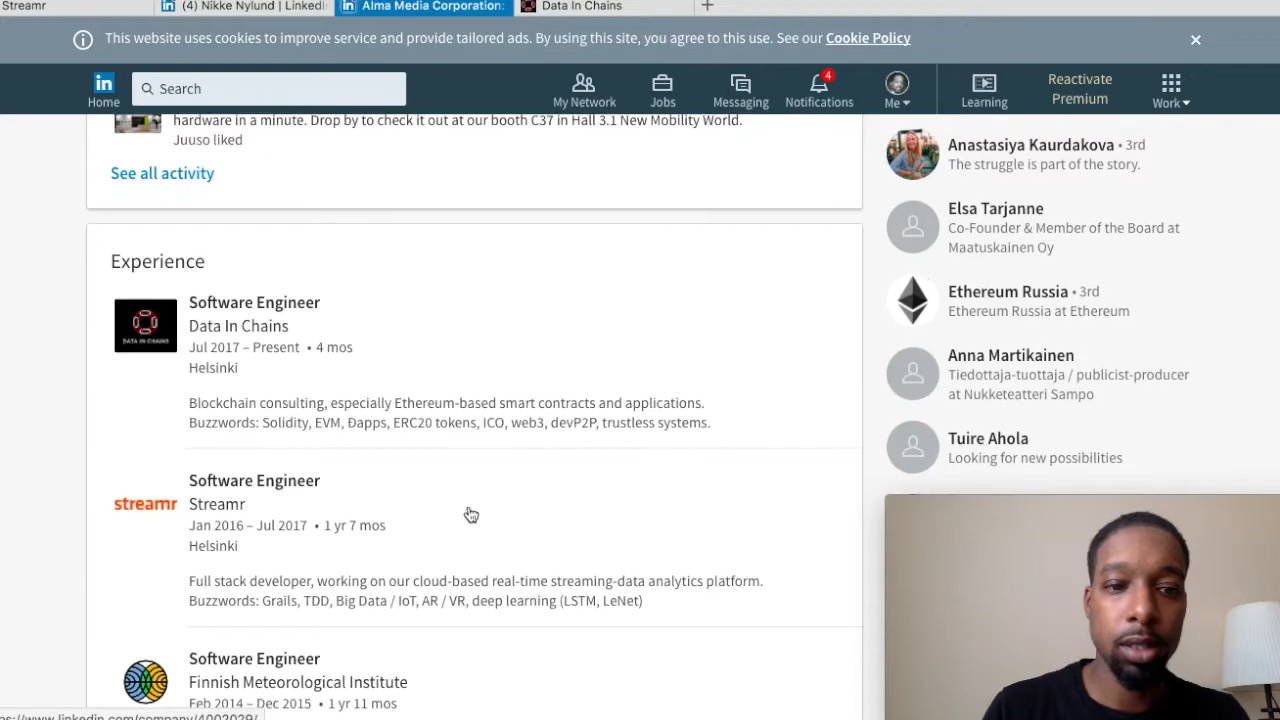 Streamr
(4) Nikke Nylund | LinkedI
Alma Media Corporation:
Data In Chains
This website uses cookies to improve service and provide tailored ads. By using this site, you agree to this use. See our Cookie Policy
in
Search
Home
My Network
Jobs
Messaging
4
Notifications
Me
Learning
Reactivate
Premium
Work
hardware in a minute. Drop by to check it out at our booth C37 in Hall 3.1 New Mobility World.
Juuso liked
See all activity
Experience
Software Engineer
Data In Chains
Jul 2017 – Present • 4 mos
Helsinki
Blockchain consulting, especially Ethereum-based smart contracts and applications.
Buzzwords: Solidity, EVM, Ðapps, ERC20 tokens, ICO, web3, devP2P, trustless systems.
DATA IN CHAINS
Software Engineer
streamr
Streamr
Jan 2016 – Jul 2017 • 1 yr 7 mos
Helsinki
Full stack developer, working on our cloud-based real-time streaming-data analytics platform.
Buzzwords: Grails, TDD, Big Data / IoT, AR / VR, deep learning (LSTM, LeNet)
Software Engineer
Finnish Meteorological Institute
Feb 2014 – Dec 2015 • 1 yr 11 mos
Anastasiya Kaurdakova • 3rd
The struggle is part of the story.
Elsa Tarjanne
Co-Founder & Member of the Board at
Maatuskainen Oy
Ethereum Russia • 3rd
Ethereum Russia at Ethereum
Anna Martikainen
Tiedottaja-tuottaja / publicist-producer
at Nukketeatteri Sampo
Tuire Ahola
Looking for new possibilities